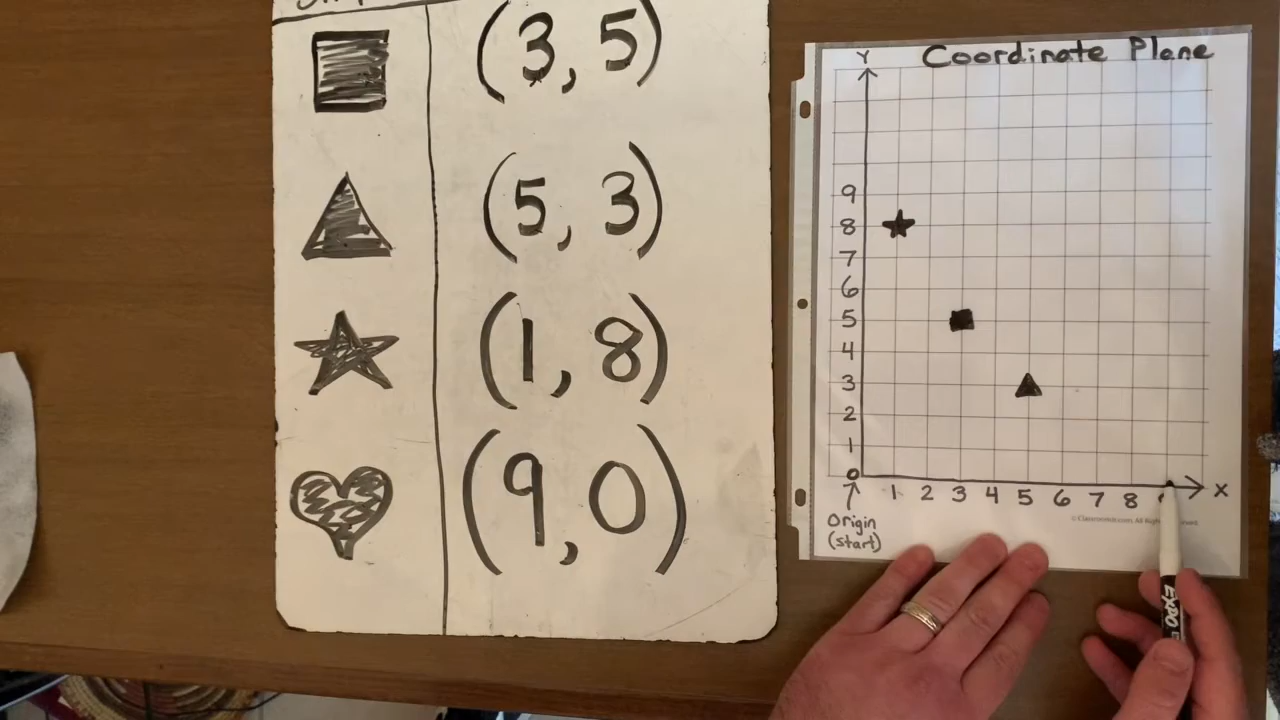 (3, 5)
(5, 3)
(1, 8)
(9, 0)
Coordinate Plane
Y
9
8
7
6
5
4
3
2
1
0
1 2 3 4 5 6 7 8 X
Origin
(start)
EXPO